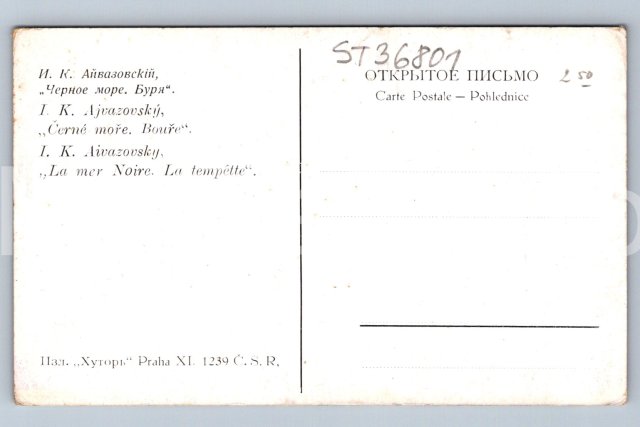 И. К. Айвазовскій,
„Черное море. Буря“.
I. K. Ajvazovský,
„Černé moře. Bouře“.
I. K. Aivazovsky,
„La mer Noire. La tempêtte“.
Изд. „Хуторъ“ Praha XI. 1239 Č. S. R.
ST36801
ОТКРЫТОЕ ПИСЬМО
2 50
Carte Postale — Pohlednice